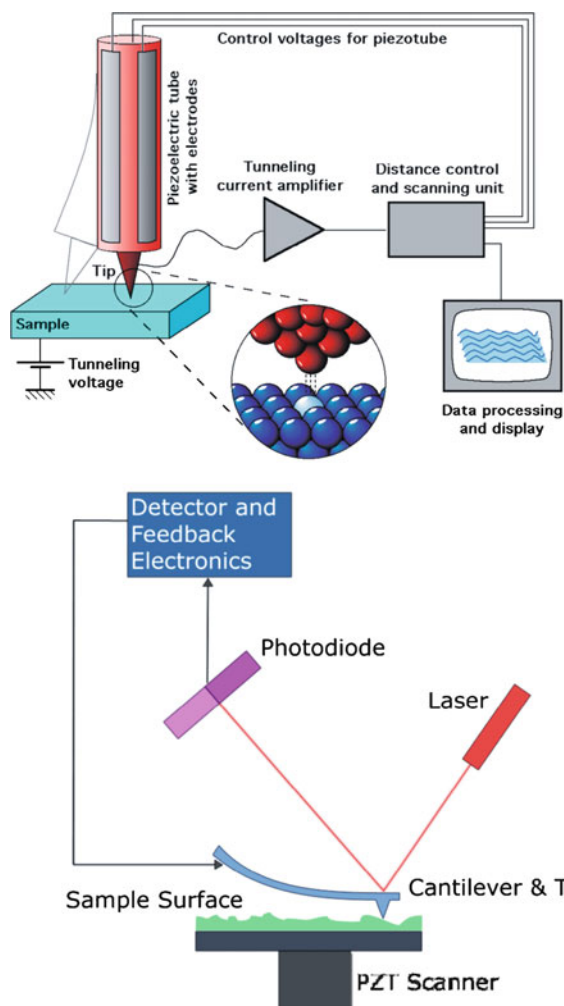 Control voltages for piezotube
Piezoelectric tube
with electrodes
Tunneling
current amplifier
Distance control
and scanning unit
Tip
Sample
Tunneling
voltage
Data processing
and display
Detector and
Feedback
Electronics
Photodiode
Laser
Cantilever & T
Sample Surface
PZT Scanner